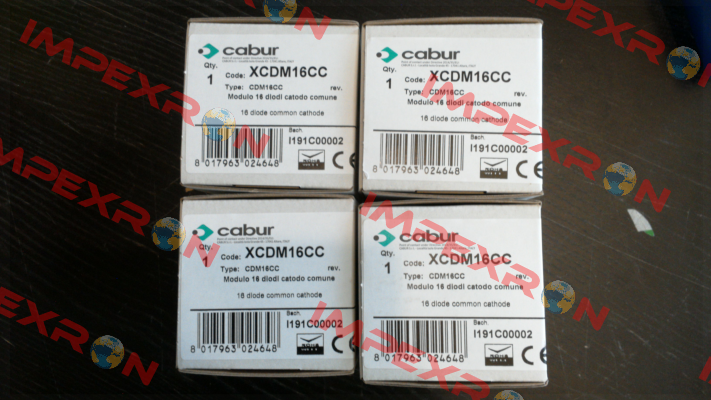 cabur
Qty.
1
Code: XCDM16CC
Type: CDM16CC rev.
Modulo 16 diodi catodo comune
16 diode common cathode
Bach.
I191C00002
8 017963 024648
CE
cabur
Qty.
1
Code: XCDM16CC
Type: CDM16CC rev.
Modulo 16 diodi catodo comune
16 diode common cathode
Bach.
I191C00002
8 017963 024648
CE
cabur
Qty.
1
Code: XCDM16CC
Type: CDM16CC rev.
Modulo 16 diodi catodo comune
16 diode common cathode
Bach.
I191C00002
8 017963 024648
CE
cabur
Qty.
1
Code: XCDM16CC
Type: CDM16CC rev.
Modulo 16 diodi catodo comune
16 diode common cathode
Bach.
I191C00002
8 017963 024648
CE
IMPEXRON
IMPEXRON
IMPEXRON
IMPEXRON
IMPEXRON